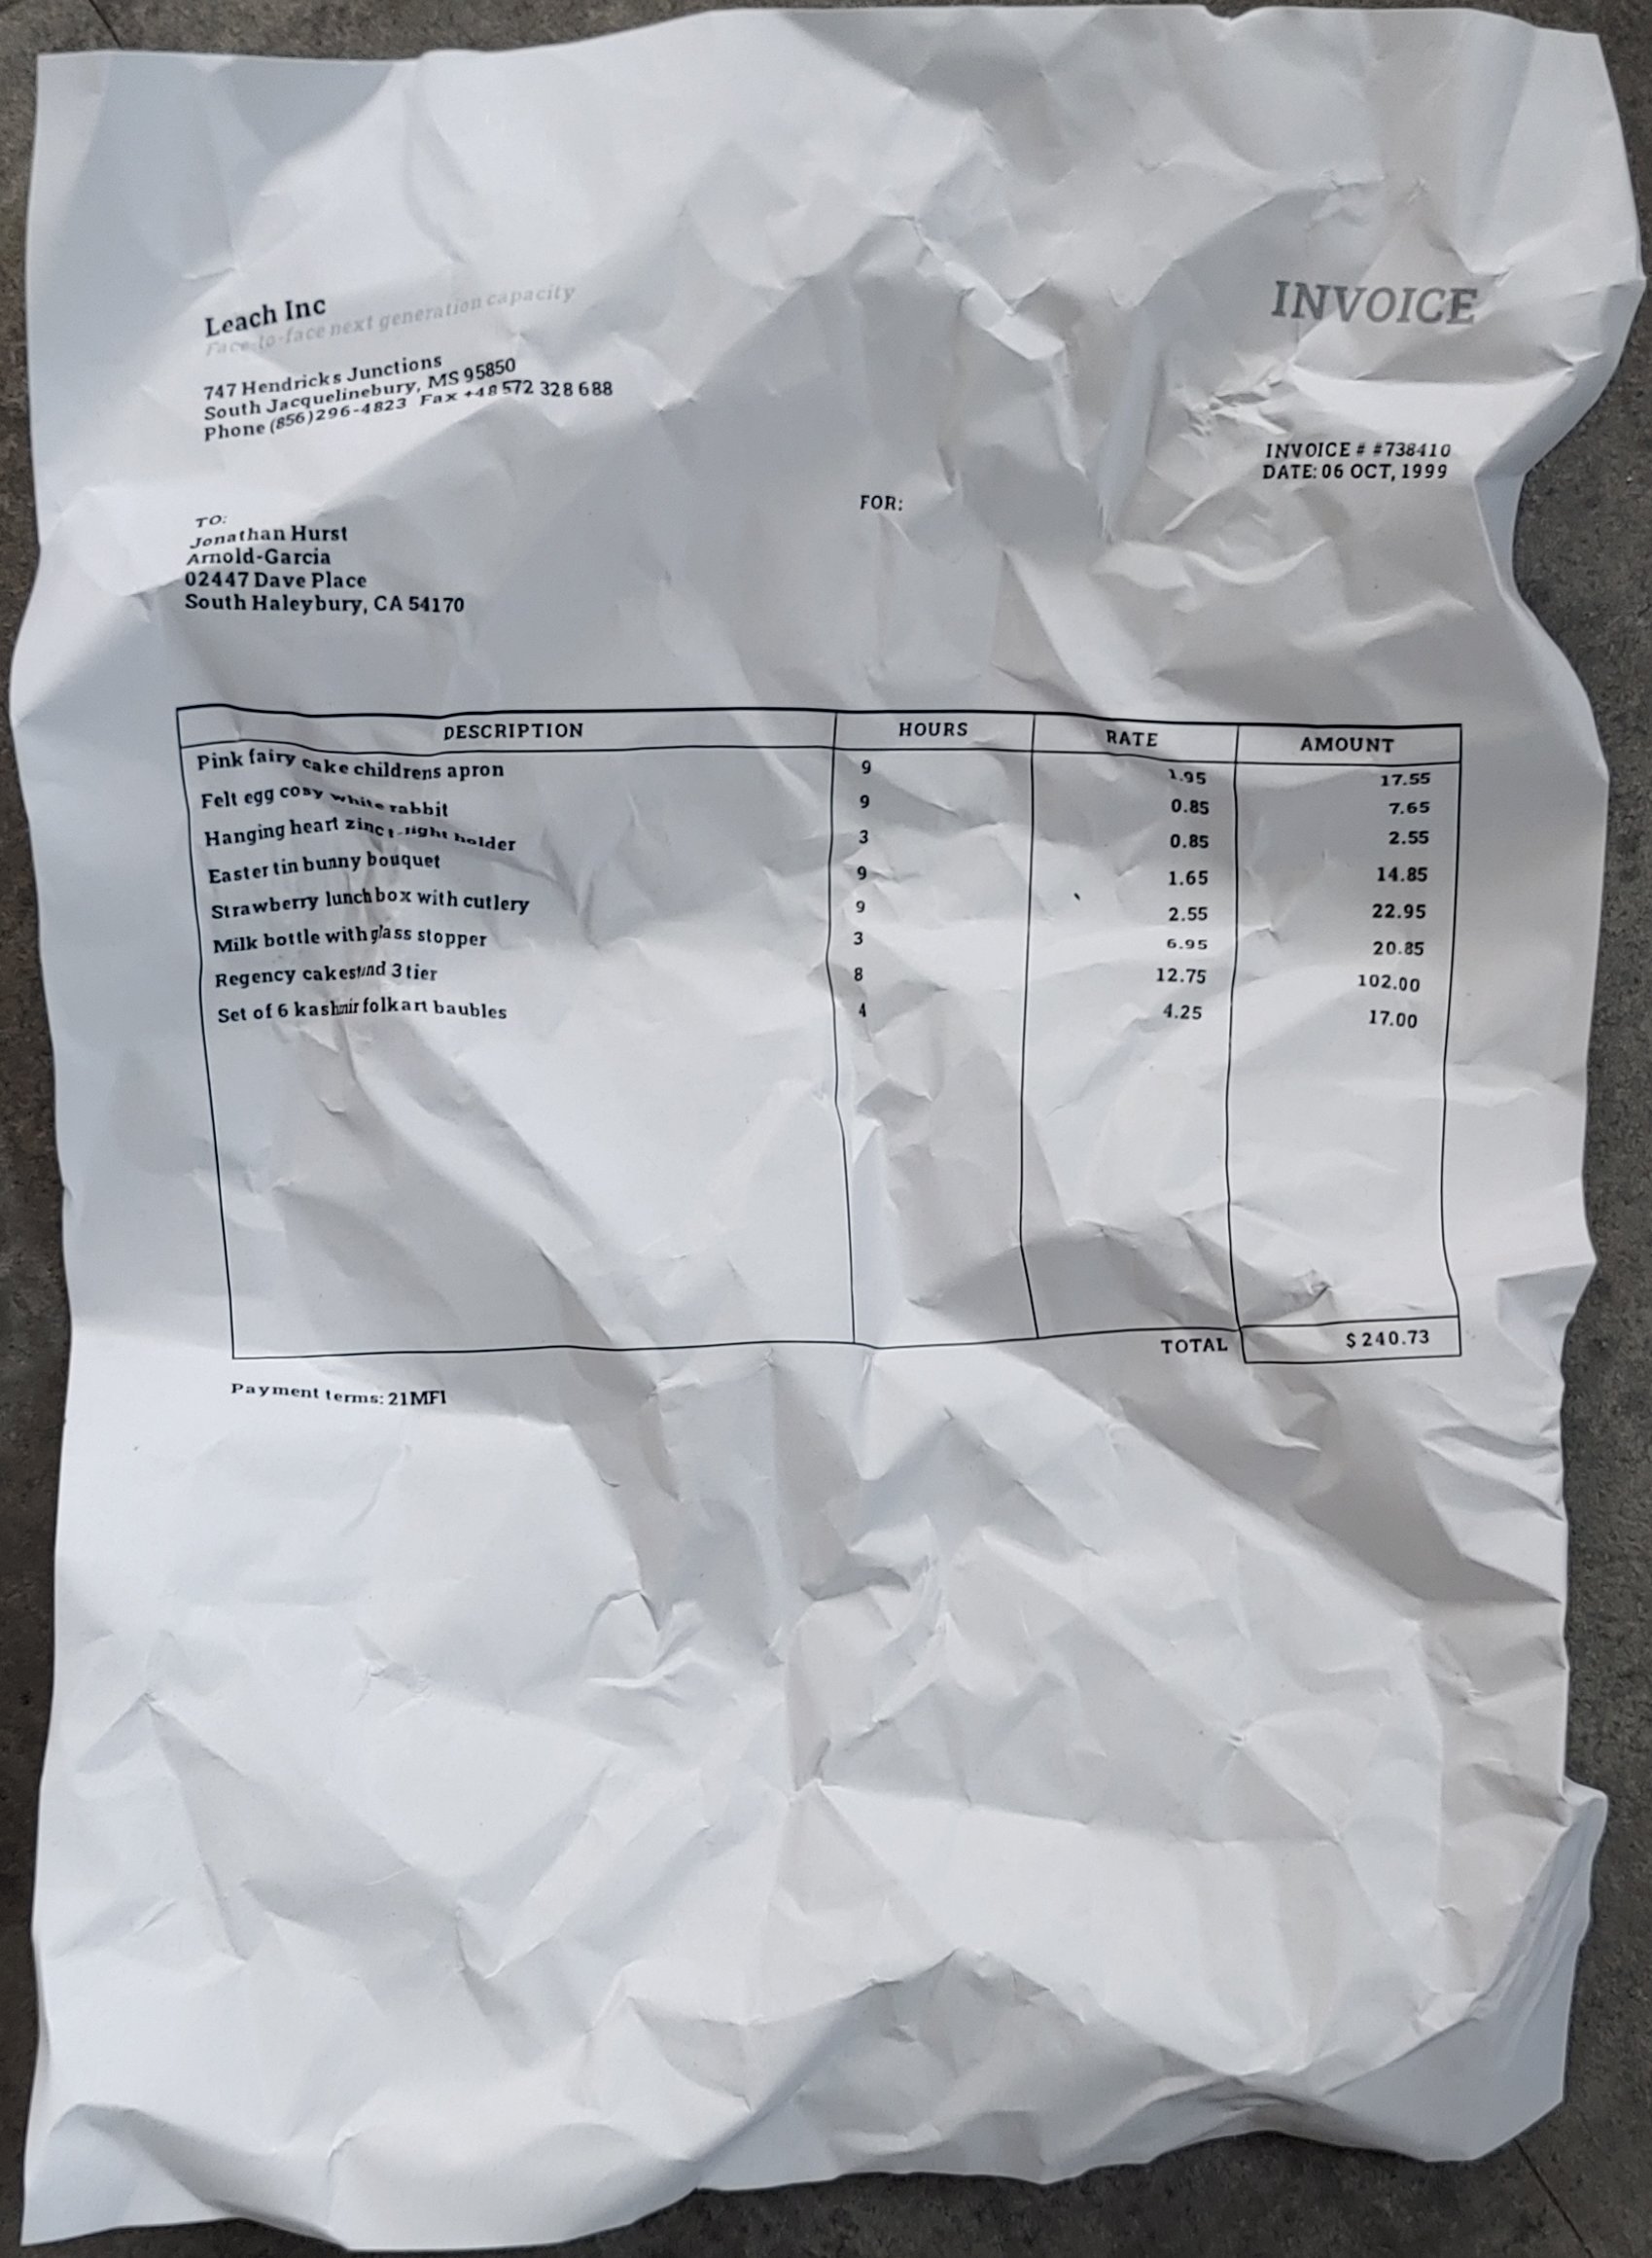 Leach Inc
Face-to-face next generation capacity
747 Hendricks Junctions
South Jacquelinebury, MS 95850
Phone (856)296-4823 Fax +48 572 328 688
INVOICE
INVOICE # #738410
DATE: 06 OCT, 1999
TO:
Jonathan Hurst
Arnold-Garcia
02447 Dave Place
South Haleybury, CA 54170
FOR:
DESCRIPTION HOURS RATE AMOUNT
Pink fairy cake childrens apron 9 1.95 17.55
Felt egg cosy white rabbit 9 0.85 7.65
Hanging heart zinc t-light holder 3 0.85 2.55
Easter tin bunny bouquet 9 1.65 14.85
Strawberry lunch box with cutlery 9 2.55 22.95
Milk bottle with glass stopper 3 6.95 20.85
Regency cakestand 3 tier 8 12.75 102.00
Set of 6 kashmir folkart baubles 4 4.25 17.00
TOTAL $ 240.73
Payment terms: 21MFI